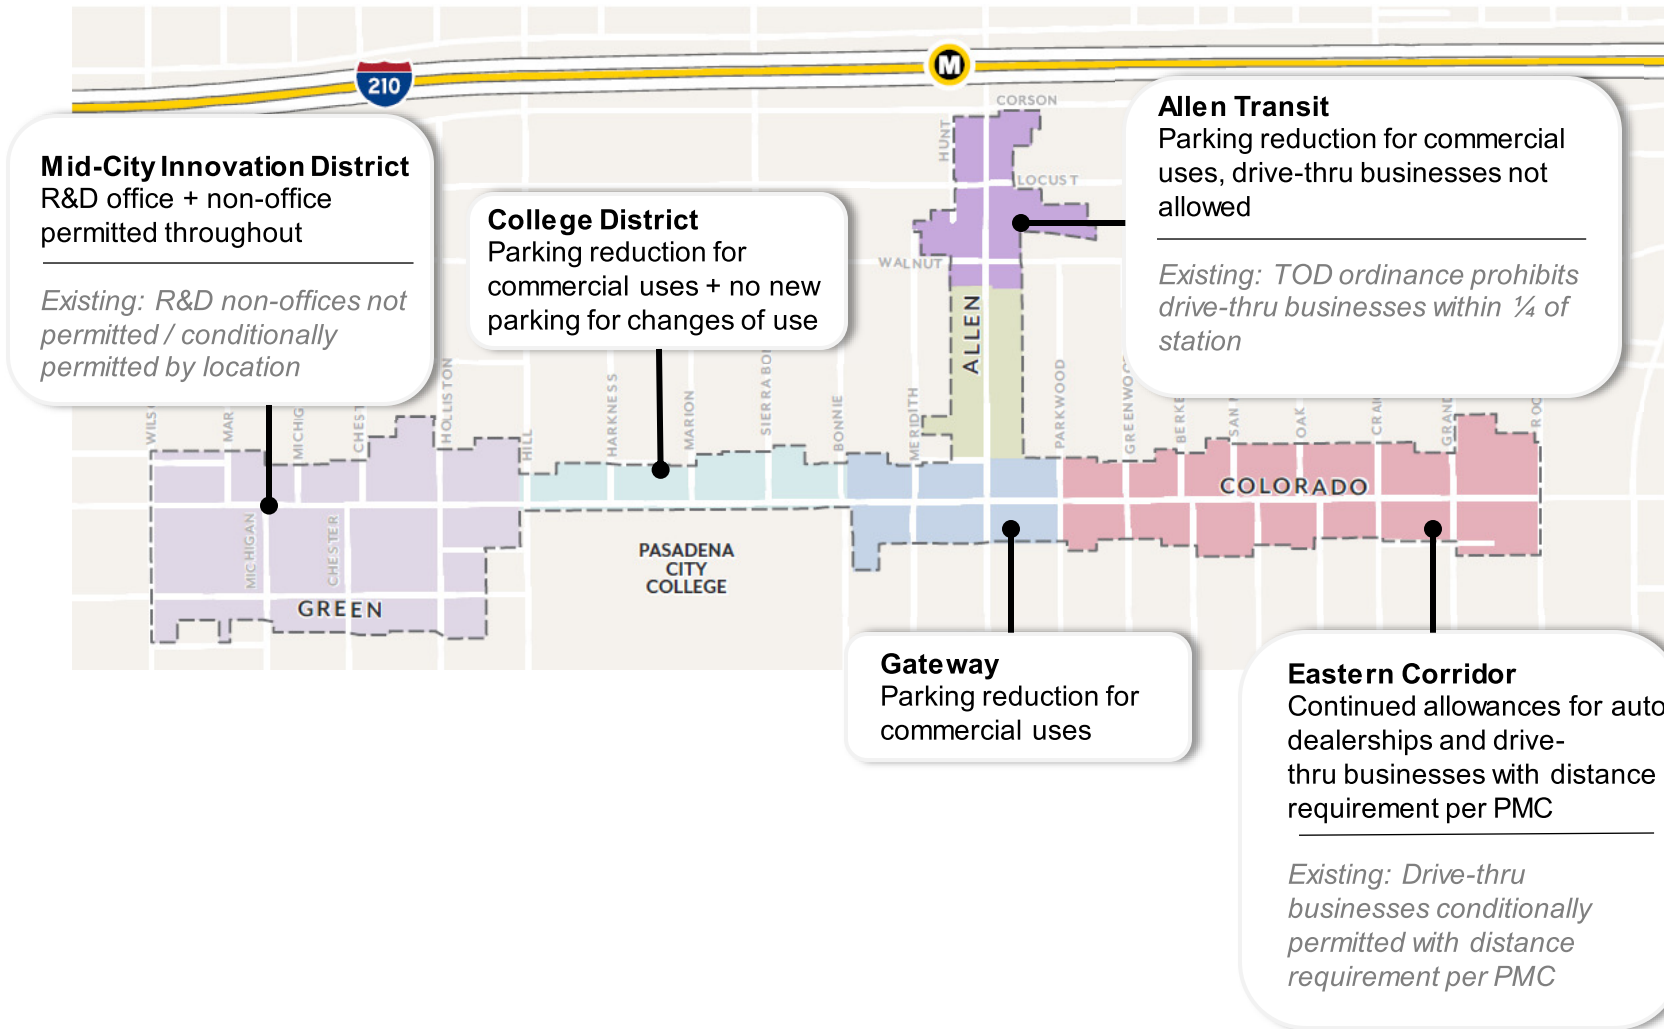 210
M
CORSON
HUNT
LOCUST
WALNUT
ALLEN
Mid-City Innovation District
R&D office + non-office
permitted throughout
Existing: R&D non-offices not
permitted / conditionally
permitted by location
College District
Parking reduction for
commercial uses + no new
parking for changes of use
Allen Transit
Parking reduction for commercial
uses, drive-thru businesses not
allowed
Existing: TOD ordinance prohibits
drive-thru businesses within ¼ of
station
HOLLISTON
HILL
HARKNESS
MARION
BONNIE
MERIDITH
PARKWOOD
OAK
COLORADO
MICHIGAN
CHESTER
GREEN
PASADENA
CITY
COLLEGE
Gateway
Parking reduction for
commercial uses
Eastern Corridor
Continued allowances for auto
dealerships and drive-
thru businesses with distance
requirement per PMC
Existing: Drive-thru
businesses conditionally
permitted with distance
requirement per PMC